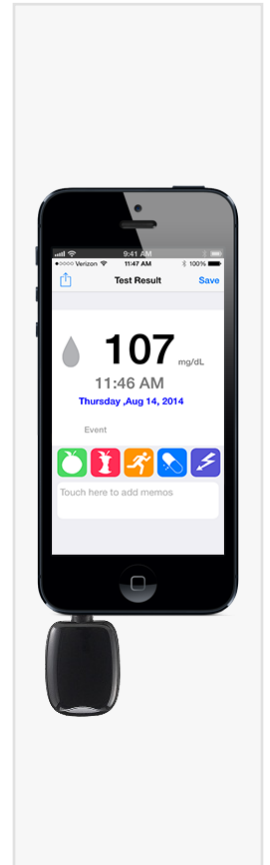 9:41 AM
Verizon 11:47 AM 100%
Test Result Save
107 mg/dL
11:46 AM
Thursday ,Aug 14, 2014
Event
Touch here to add memos